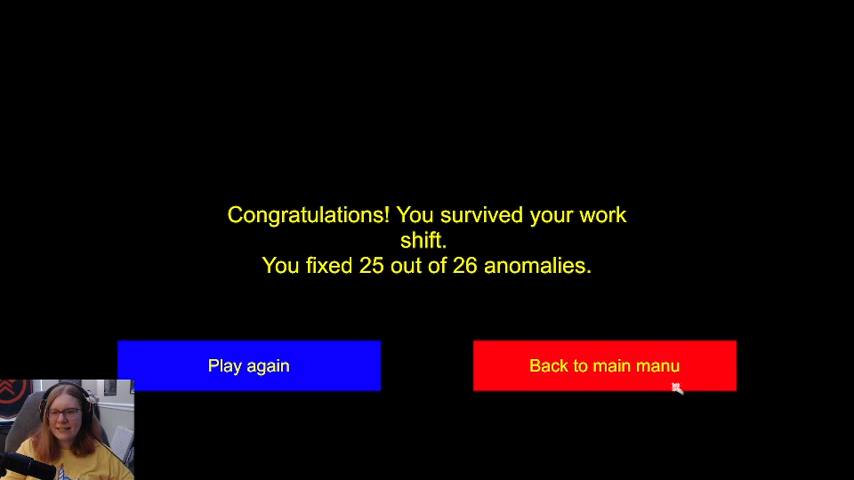 Congratulations! You survived your work
shift.
You fixed 25 out of 26 anomalies.
Play again
Back to main manu